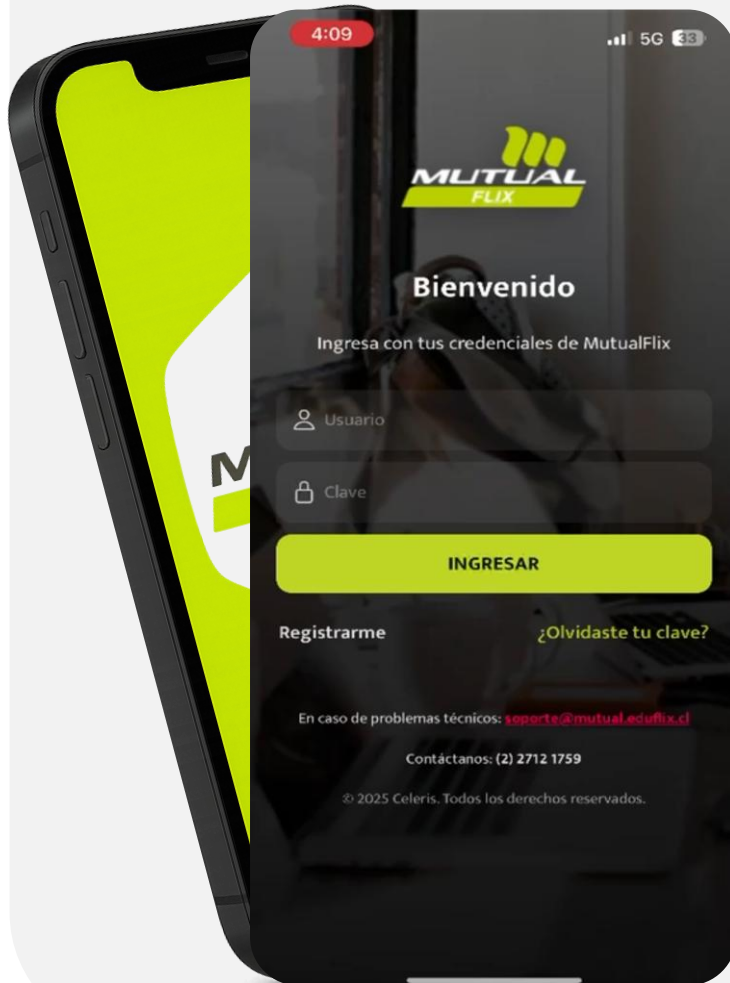 4:09
5G 33
MUTUAL
FLIX
Bienvenido
Ingresa con tus credenciales de MutualFlix
Usuario
M
Clave
INGRESAR
Registrarme
¿Olvidaste tu clave?
En caso de problemas técnicos: soporte@mutual.eduflix.cl
Contáctanos: (2) 2712 1759
© 2025 Celeris. Todos los derechos reservados.